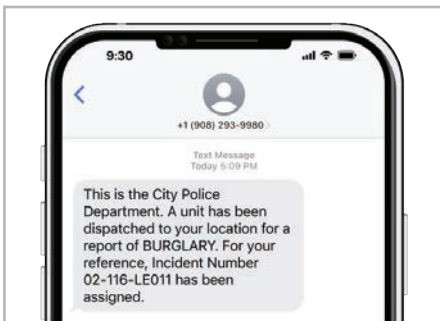 9:30
+1 (908) 293-9980
Text Message
Today 5:09 PM
This is the City Police
Department. A unit has been
dispatched to your location for a
report of BURGLARY. For your
reference, Incident Number
02-116-LE011 has been
assigned.